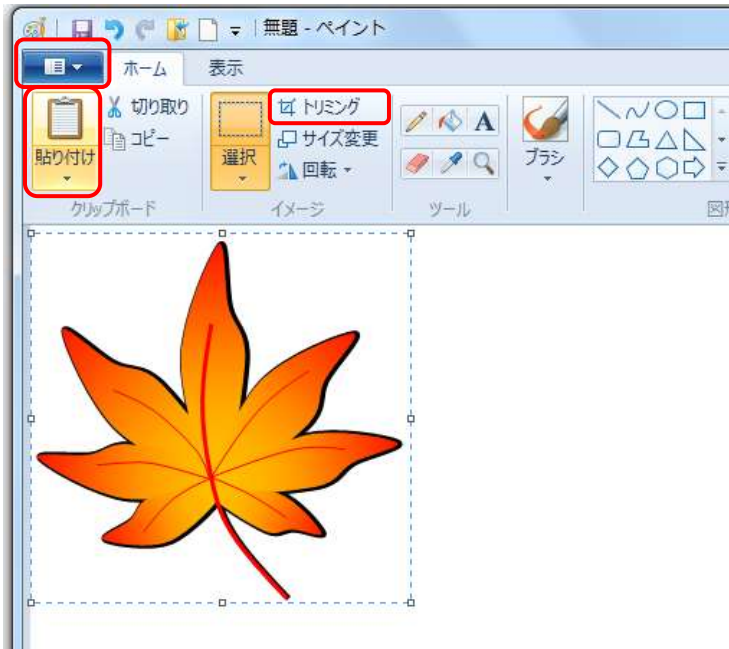 無題 - ペイント
ホーム 表示
貼り付け
切り取り
コピー
選択
トリミング
サイズ変更
回転
A
ブラシ
クリップボード イメージ ツール